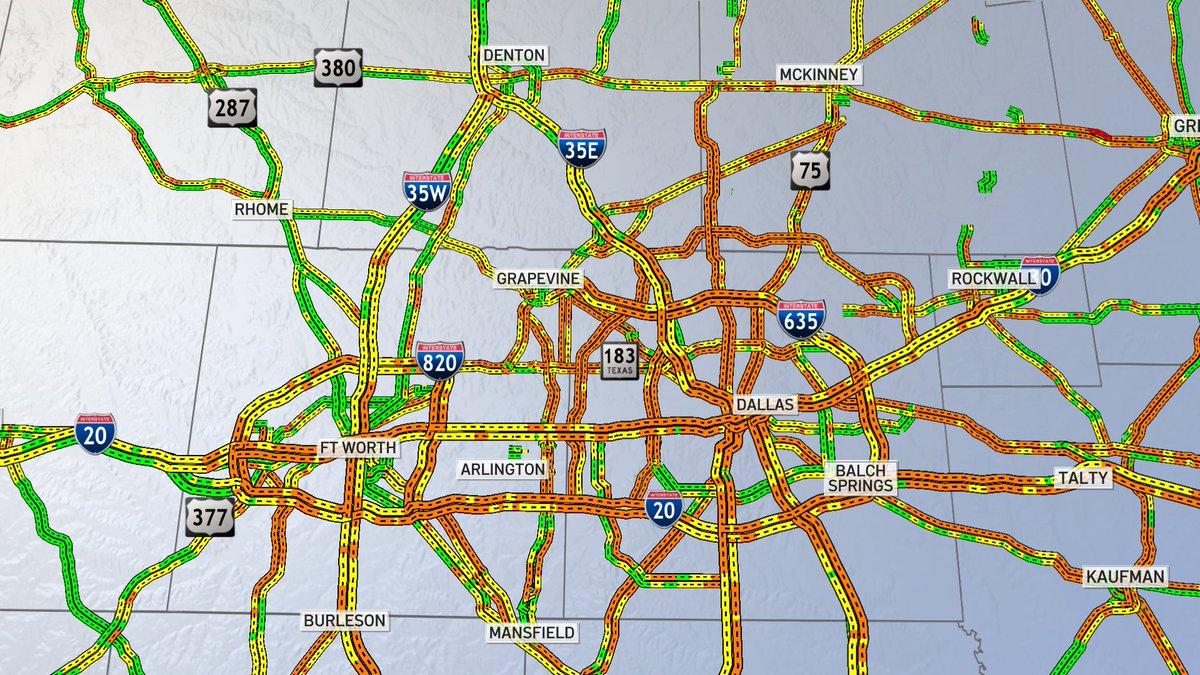 DENTON
380
MCKINNEY
287
GR
INTERSTATE
35E
75
INTERSTATE
35W
RHOME
GRAPEVINE
ROCKWALL
INTERSTATE
0
INTERSTATE
635
INTERSTATE
820
183
TEXAS
DALLAS
INTERSTATE
20
FT WORTH
ARLINGTON
BALCH
SPRINGS
TALTY
INTERSTATE
20
377
KAUFMAN
BURLESON
MANSFIELD